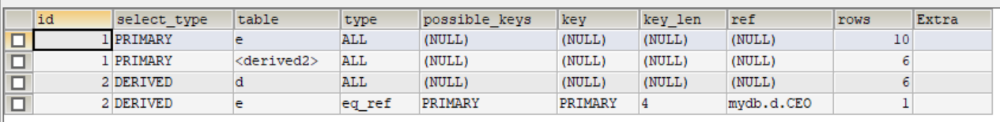 id select_type table type possible_keys key key_len ref rows Extra
1 PRIMARY e ALL (NULL) (NULL) (NULL) (NULL) 10
1 PRIMARY <derived2> ALL (NULL) (NULL) (NULL) (NULL) 6
2 DERIVED d ALL (NULL) (NULL) (NULL) (NULL) 6
2 DERIVED e eq_ref PRIMARY PRIMARY 4 mydb.d.CEO 1